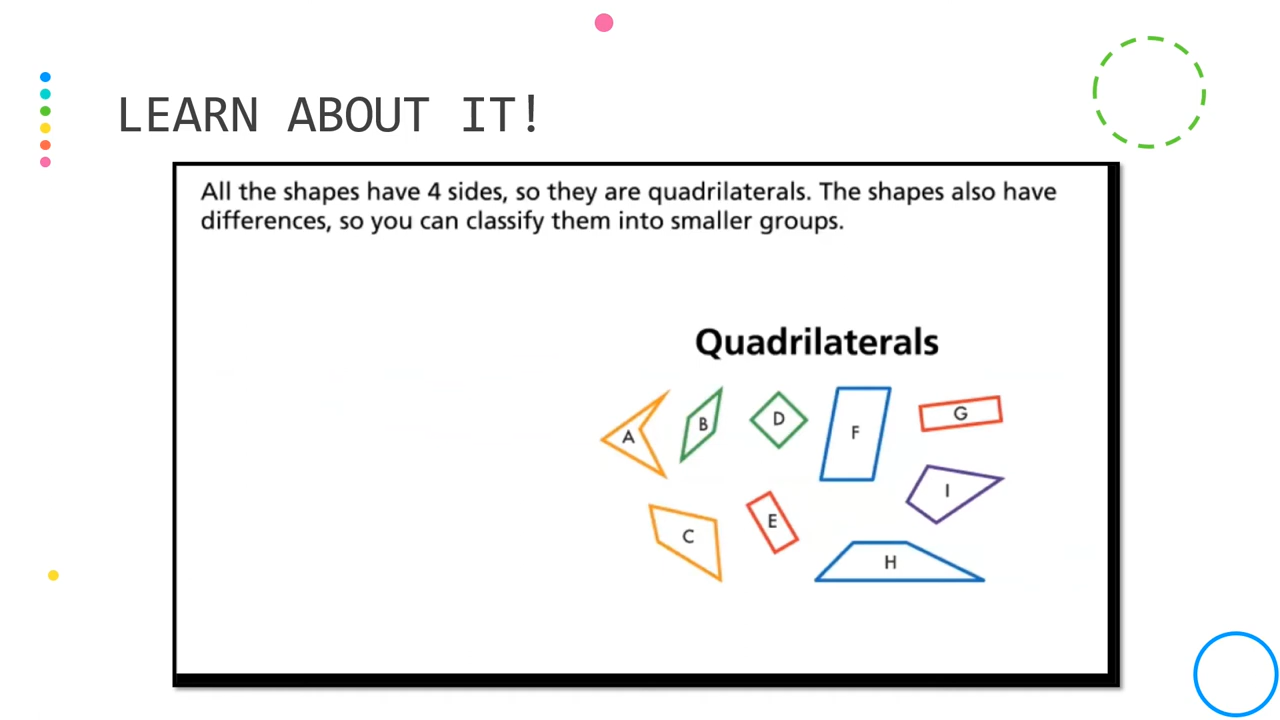 LEARN ABOUT IT!
All the shapes have 4 sides, so they are quadrilaterals. The shapes also have
differences, so you can classify them into smaller groups.
Quadrilaterals
A
B
D
F
G
C
E
I
H